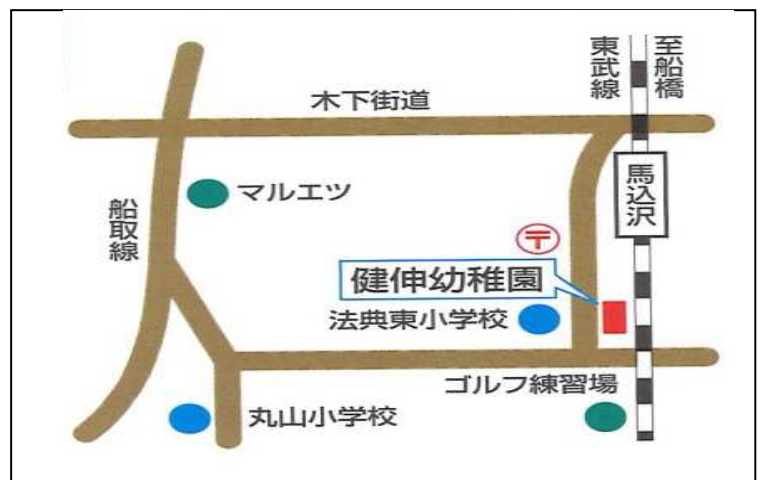 東武線
至船橋
木下街道
馬込沢
マルエツ
船取線
〒
健伸幼稚園
法典東小学校
ゴルフ練習場
丸山小学校